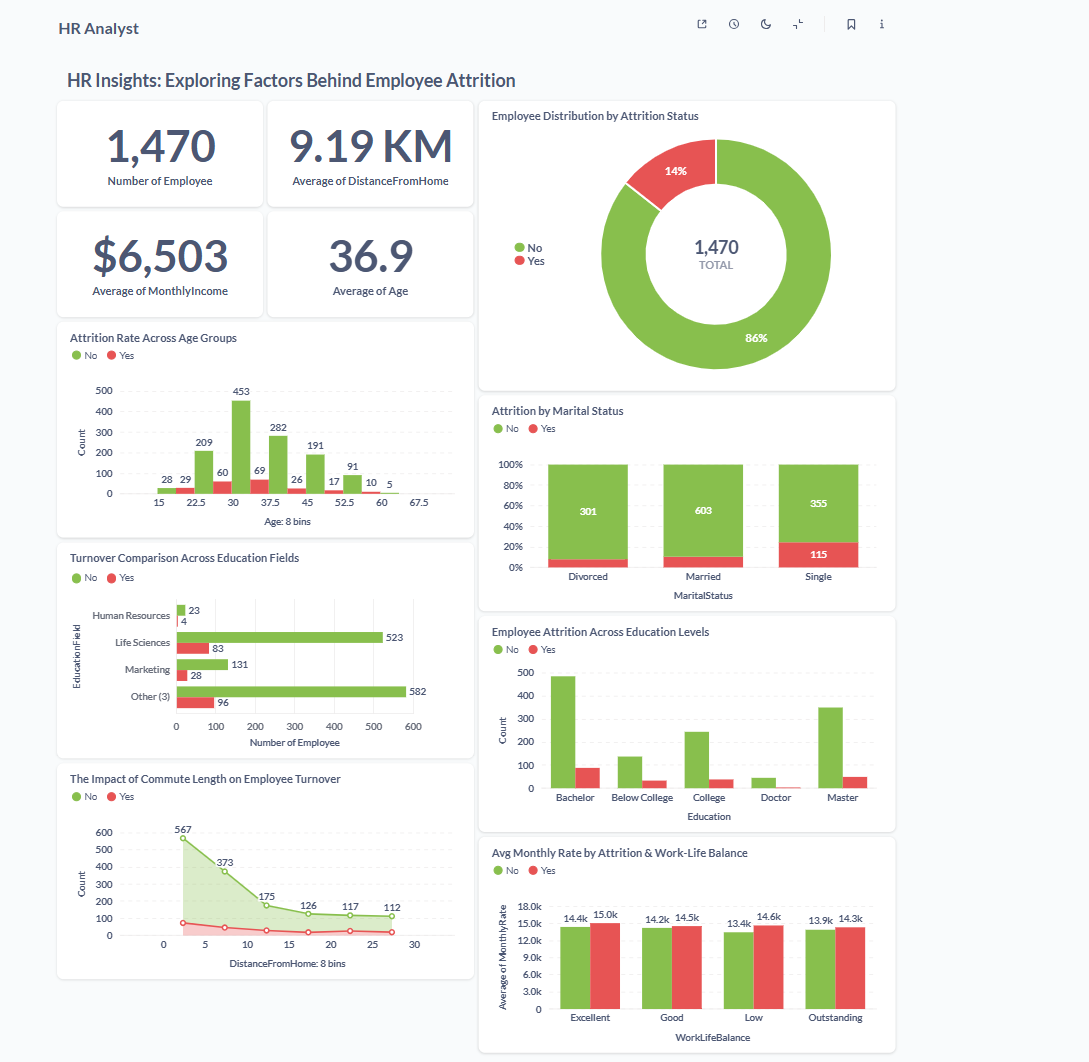 HR Analyst
HR Insights: Exploring Factors Behind Employee Attrition
1,470
Number of Employee
9.19 KM
Average of DistanceFromHome
$6,503
Average of MonthlyIncome
36.9
Average of Age
Employee Distribution by Attrition Status
No
Yes
14%
86%
1,470
TOTAL
Attrition Rate Across Age Groups
No Yes
Count
500
400
300
200
100
0
28 29 209 60 453 69 282 26 191 17 91 10 5
15 22.5 30 37.5 45 52.5 60 67.5
Age: 8 bins
Attrition by Marital Status
No Yes
100%
80%
60%
40%
20%
0%
301 603 355
115
Divorced Married Single
MaritalStatus
Turnover Comparison Across Education Fields
No Yes
EducationField
Human Resources 23
4
Life Sciences 523
83
Marketing 131
28
Other (3) 582
96
0 100 200 300 400 500 600
Number of Employee
Employee Attrition Across Education Levels
No Yes
Count
500
400
300
200
100
0
Bachelor Below College College Doctor Master
Education
The Impact of Commute Length on Employee Turnover
No Yes
Count
600
500
400
300
200
100
0
567 373 175 126 117 112
0 5 10 15 20 25 30
DistanceFromHome: 8 bins
Avg Monthly Rate by Attrition & Work-Life Balance
No Yes
Average of MonthlyRate
18.0k
15.0k
12.0k
9.0k
6.0k
3.0k
0
14.4k 15.0k 14.2k 14.5k 13.4k 14.6k 13.9k 14.3k
Excellent Good Low Outstanding
WorkLifeBalance